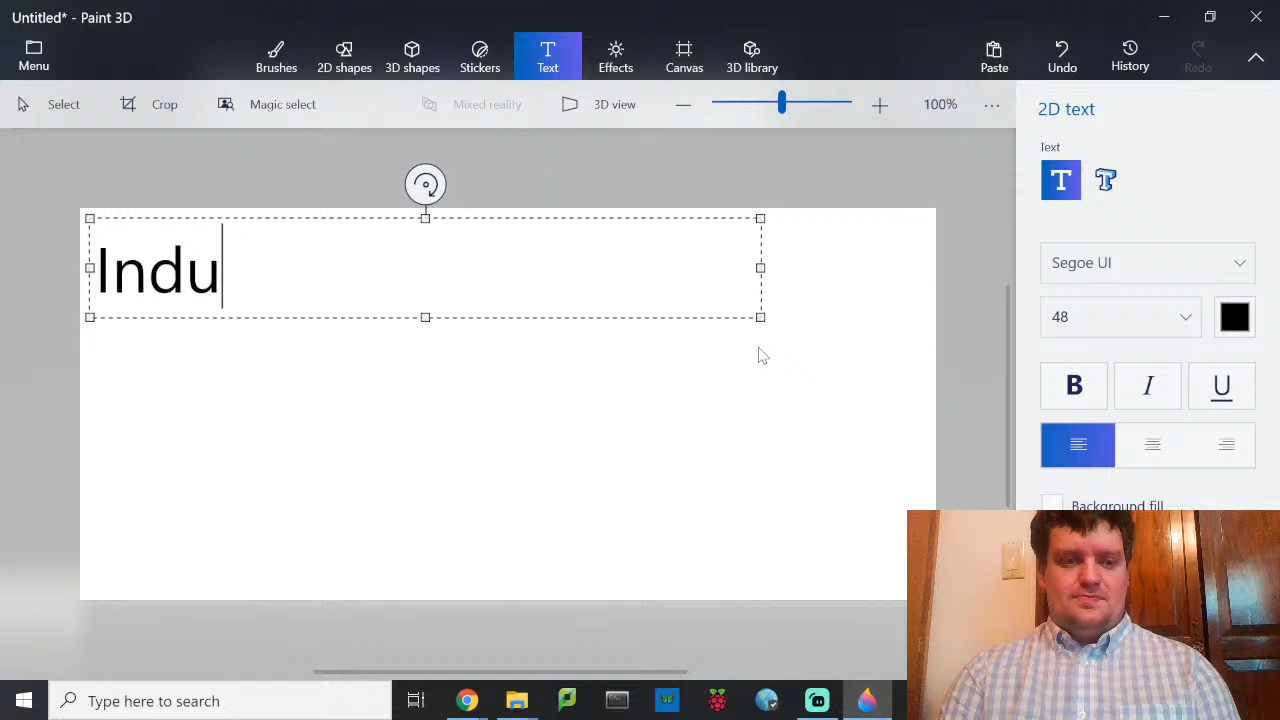 Untitled* - Paint 3D
Menu
Brushes
2D shapes
3D shapes
Stickers
Text
Effects
Canvas
3D library
Paste
Undo
History
Redo
Select
Crop
Magic select
Mixed reality
3D view
100%
2D text
Text
Segoe UI
48
B I U
Background fill
Indu
Type here to search